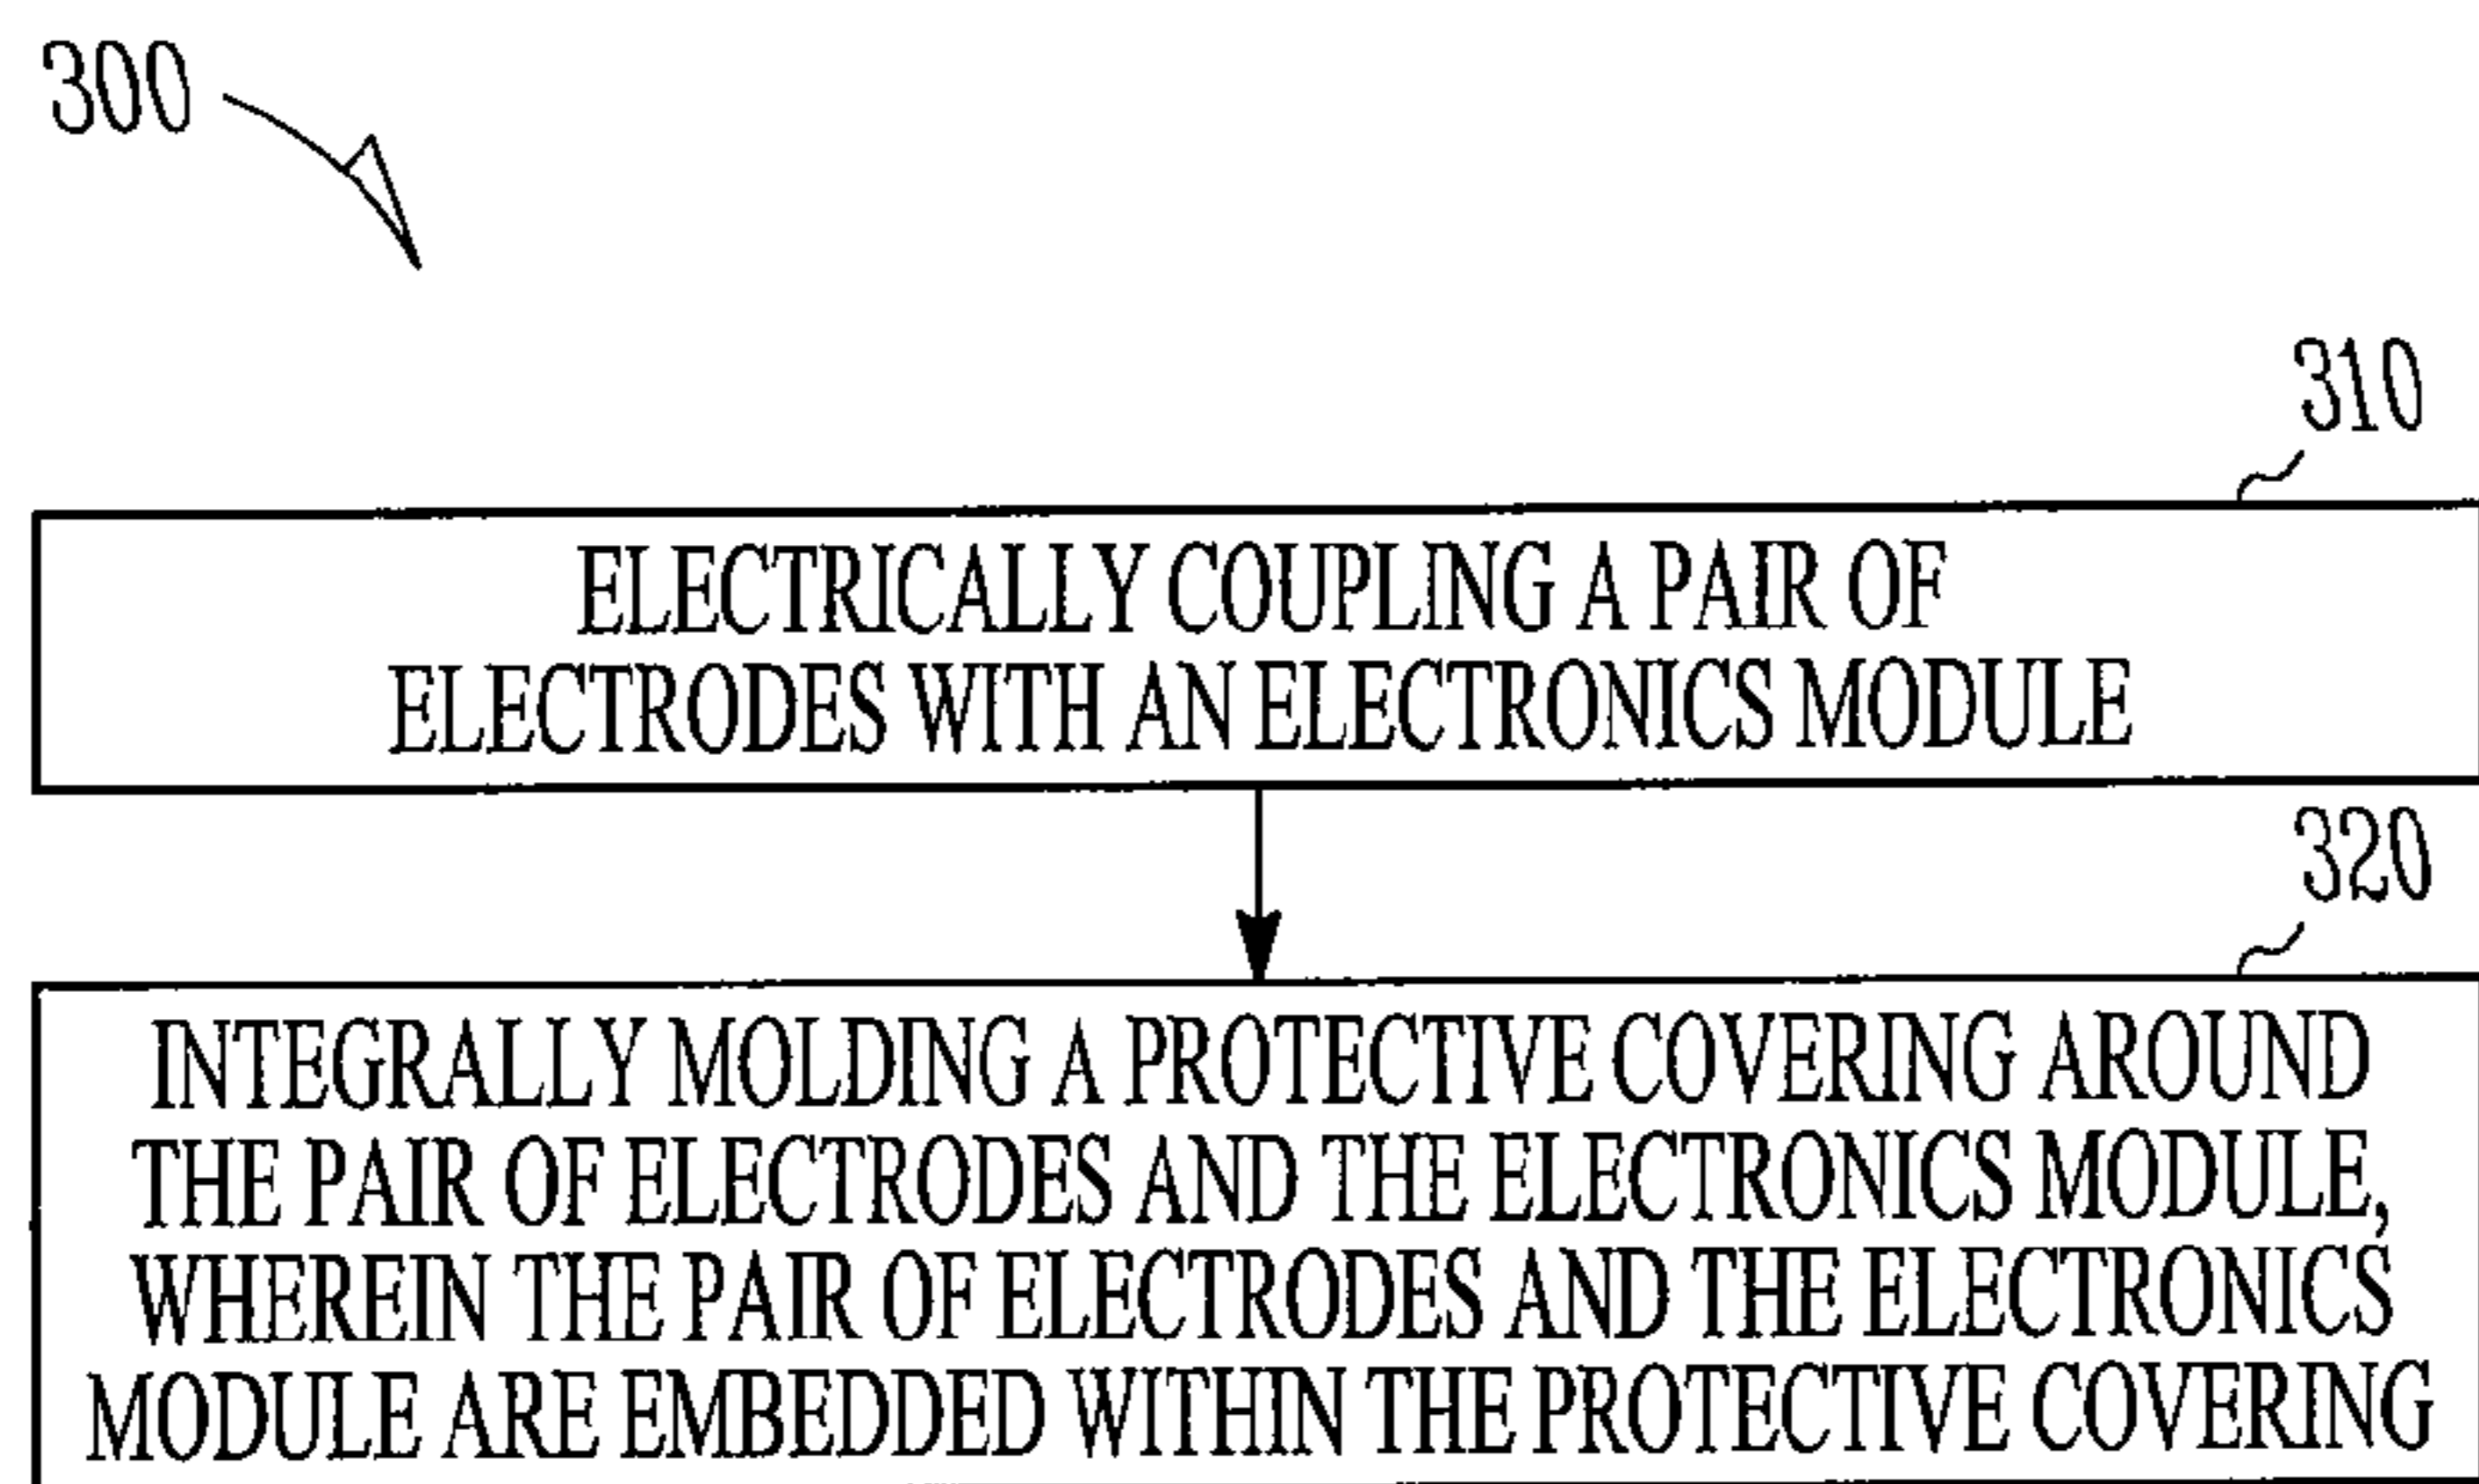 300
310
ELECTRICALLY COUPLING A PAIR OF
ELECTRODES WITH AN ELECTRONICS MODULE
320
INTEGRALLY MOLDING A PROTECTIVE COVERING AROUND
THE PAIR OF ELECTRODES AND THE ELECTRONICS MODULE,
WHEREIN THE PAIR OF ELECTRODES AND THE ELECTRONICS
MODULE ARE EMBEDDED WITHIN THE PROTECTIVE COVERING